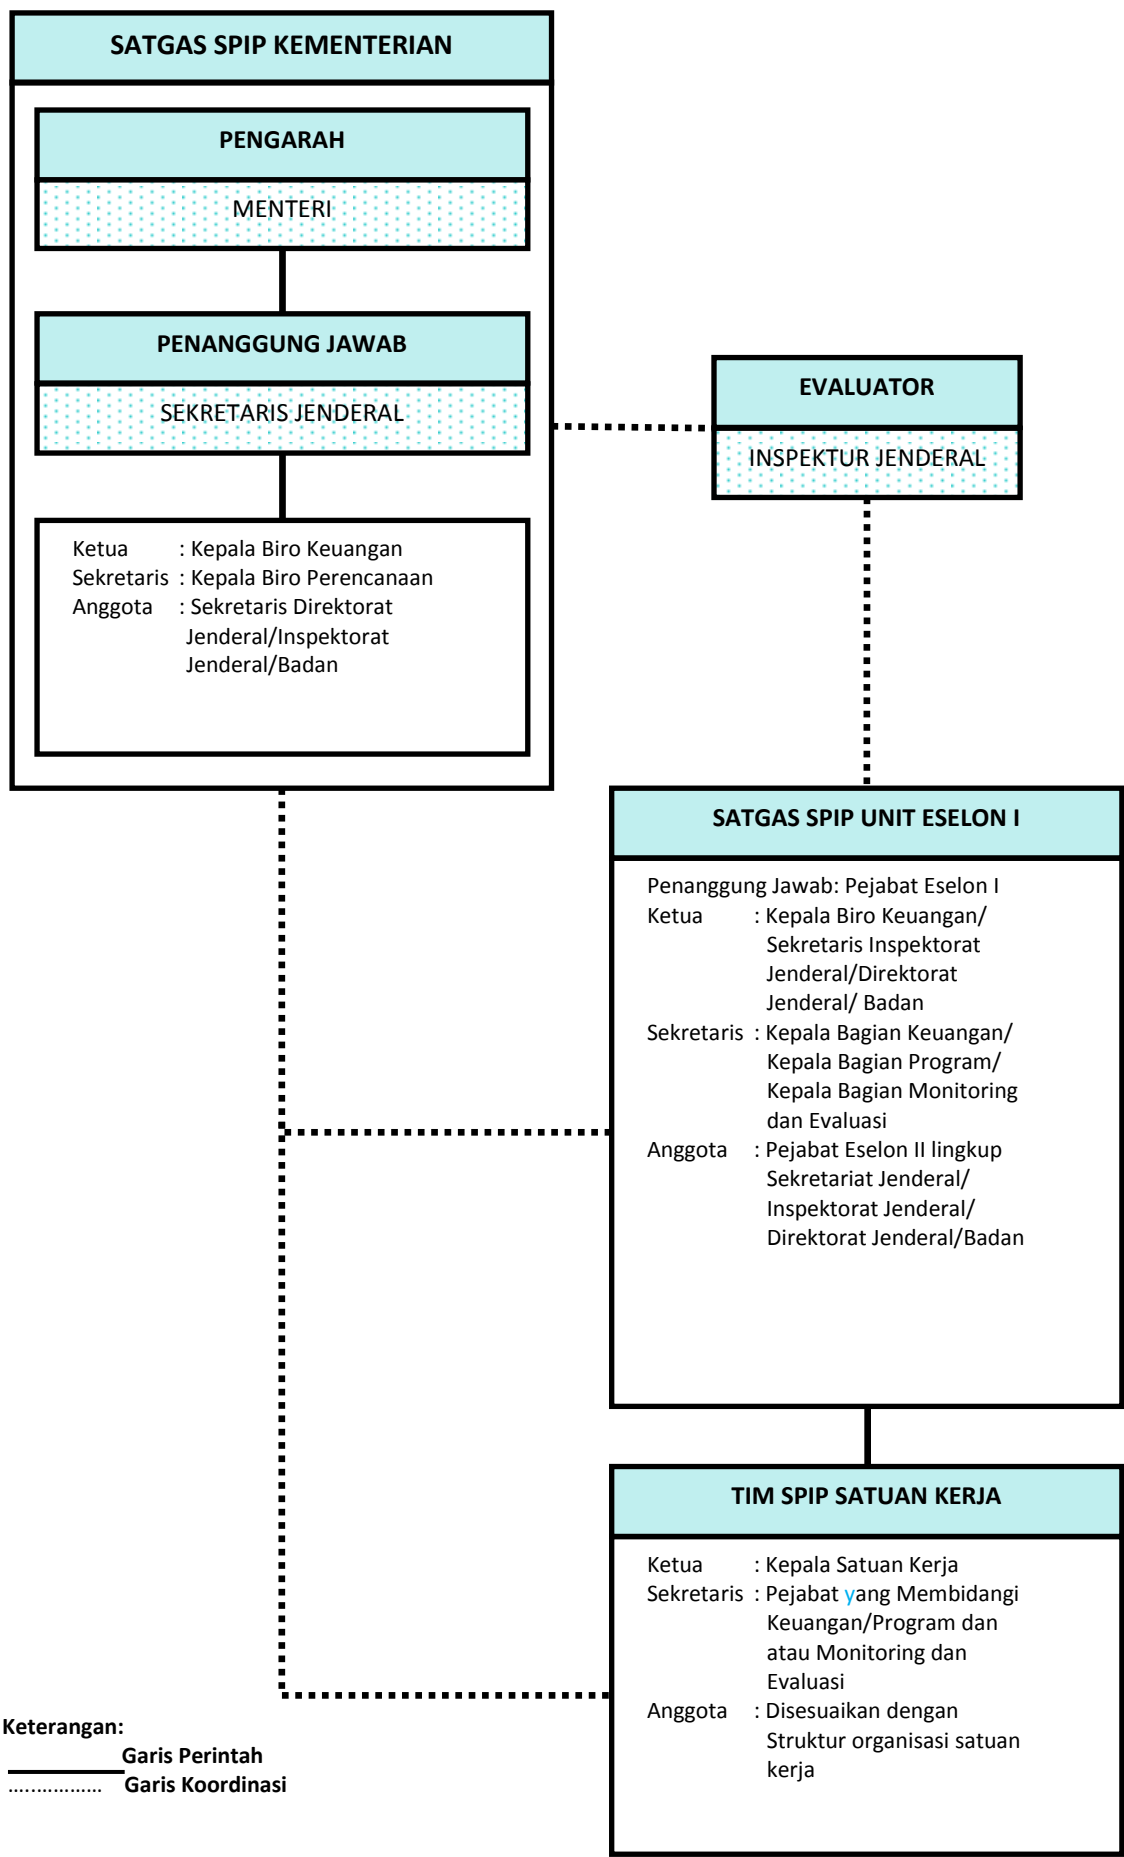 SATGAS SPIP KEMENTERIAN
PENGARAH
MENTERI
PENANGGUNG JAWAB
SEKRETARIS JENDERAL
Ketua : Kepala Biro Keuangan
Sekretaris : Kepala Biro Perencanaan
Anggota : Sekretaris Direktorat
Jenderal/Inspektorat
Jenderal/Badan
EVALUATOR
INSPEKTUR JENDERAL
SATGAS SPIP UNIT ESELON I
Penanggung Jawab: Pejabat Eselon I
Ketua : Kepala Biro Keuangan/
Sekretaris Inspektorat
Jenderal/Direktorat
Jenderal/ Badan
Sekretaris : Kepala Bagian Keuangan/
Kepala Bagian Program/
Kepala Bagian Monitoring
dan Evaluasi
Anggota : Pejabat Eselon II lingkup
Sekretariat Jenderal/
Inspektorat Jenderal/
Direktorat Jenderal/Badan
TIM SPIP SATUAN KERJA
Ketua : Kepala Satuan Kerja
Sekretaris : Pejabat yang Membidangi
Keuangan/Program dan
atau Monitoring dan
Evaluasi
Anggota : Disesuaikan dengan
Struktur organisasi satuan
kerja
Keterangan:
Garis Perintah
................ Garis Koordinasi